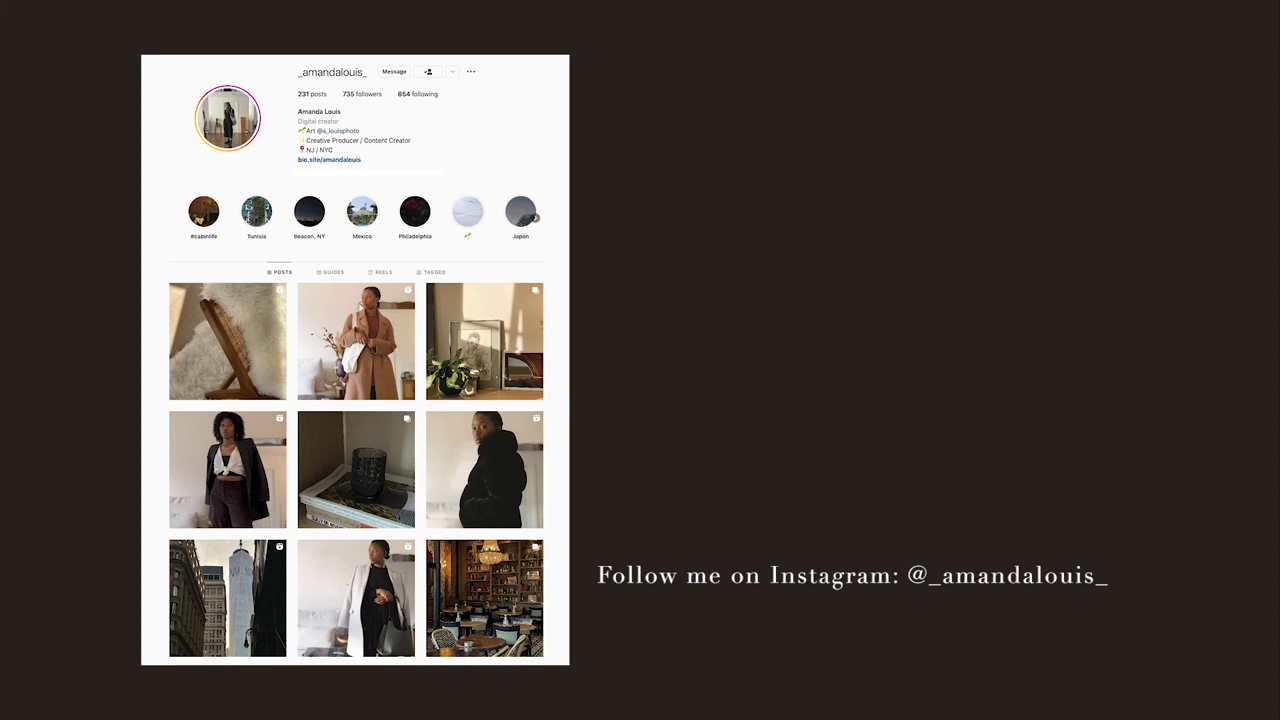 _amandalouis_ Message
231 posts 735 followers 654 following
Amanda Louis
Digital creator
🌱Art @a_louisphoto
✨Creative Producer / Content Creator
📍NJ / NYC
bio.site/amandalouis
#cabinlife Tunisia Beacon, NY Mexico Philadelphia 🌱 Japan
POSTS GUIDES REELS TAGGED
Follow me on Instagram: @_amandalouis_